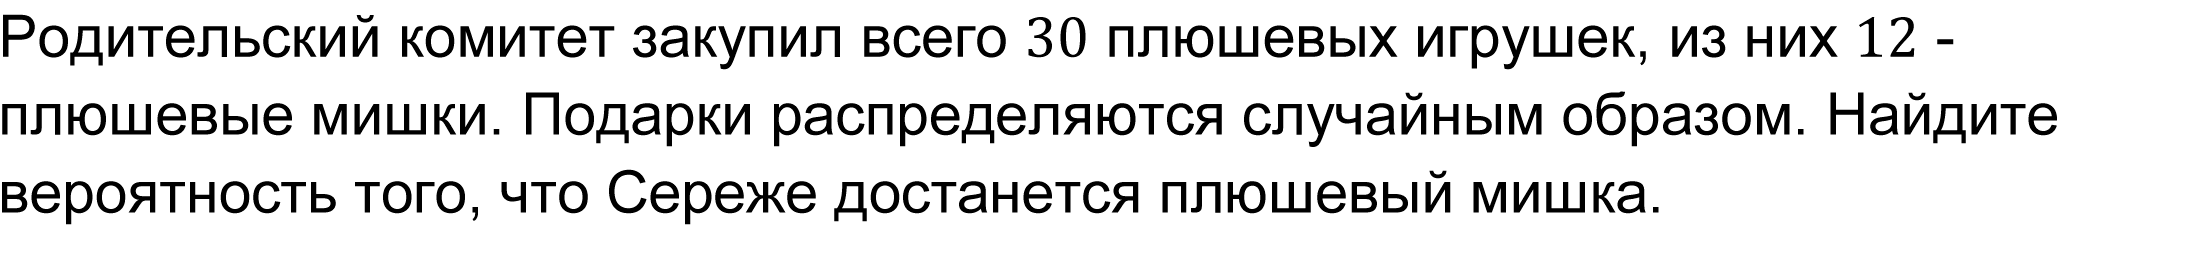 Родительский комитет закупил всего 30 плюшевых игрушек, из них 12 -
плюшевые мишки. Подарки распределяются случайным образом. Найдите
вероятность того, что Сереже достанется плюшевый мишка.